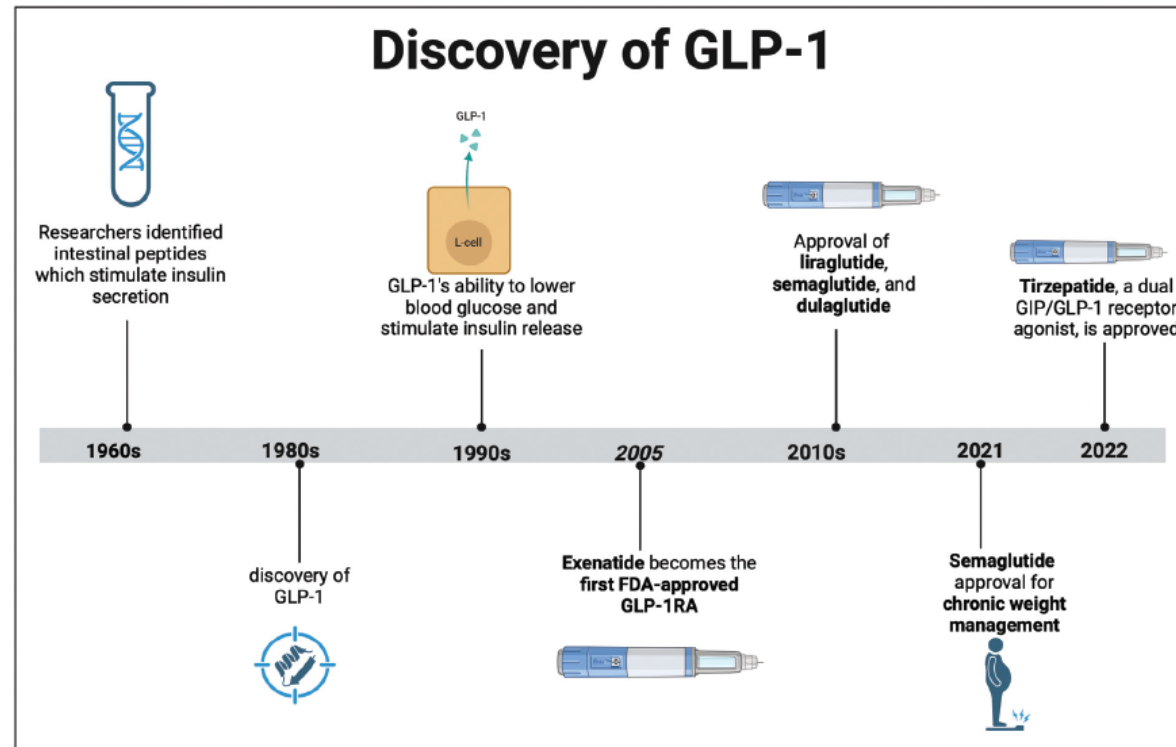 Discovery of GLP-1
Researchers identified
intestinal peptides
which stimulate insulin
secretion
GLP-1
L-cell
GLP-1's ability to lower
blood glucose and
stimulate insulin release
Approval of
liraglutide,
semaglutide, and
dulaglutide
Tirzepatide, a dual
GIP/GLP-1 receptor
agonist, is approved
1960s
1980s
1990s
2005
2010s
2021
2022
discovery of
GLP-1
Exenatide becomes the
first FDA-approved
GLP-1RA
Semaglutide
approval for
chronic weight
management